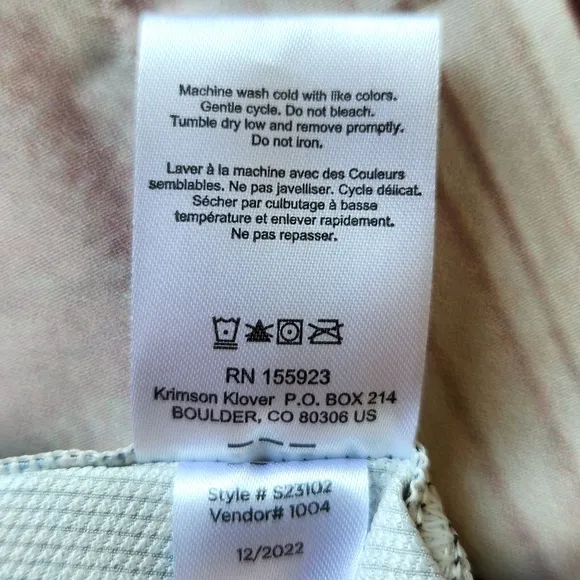 Machine wash cold with like colors.
Gentle cycle. Do not bleach.
Tumble dry low and remove promptly.
Do not iron.
Laver à la machine avec des Couleurs
semblables. Ne pas javelliser. Cycle délicat.
Sécher par culbutage à basse
température et enlever rapidement.
Ne pas repasser.
RN 155923
Krimson Klover P.O. BOX 214
BOULDER, CO 80306 US
Style # S23102
Vendor# 1004
12/2022